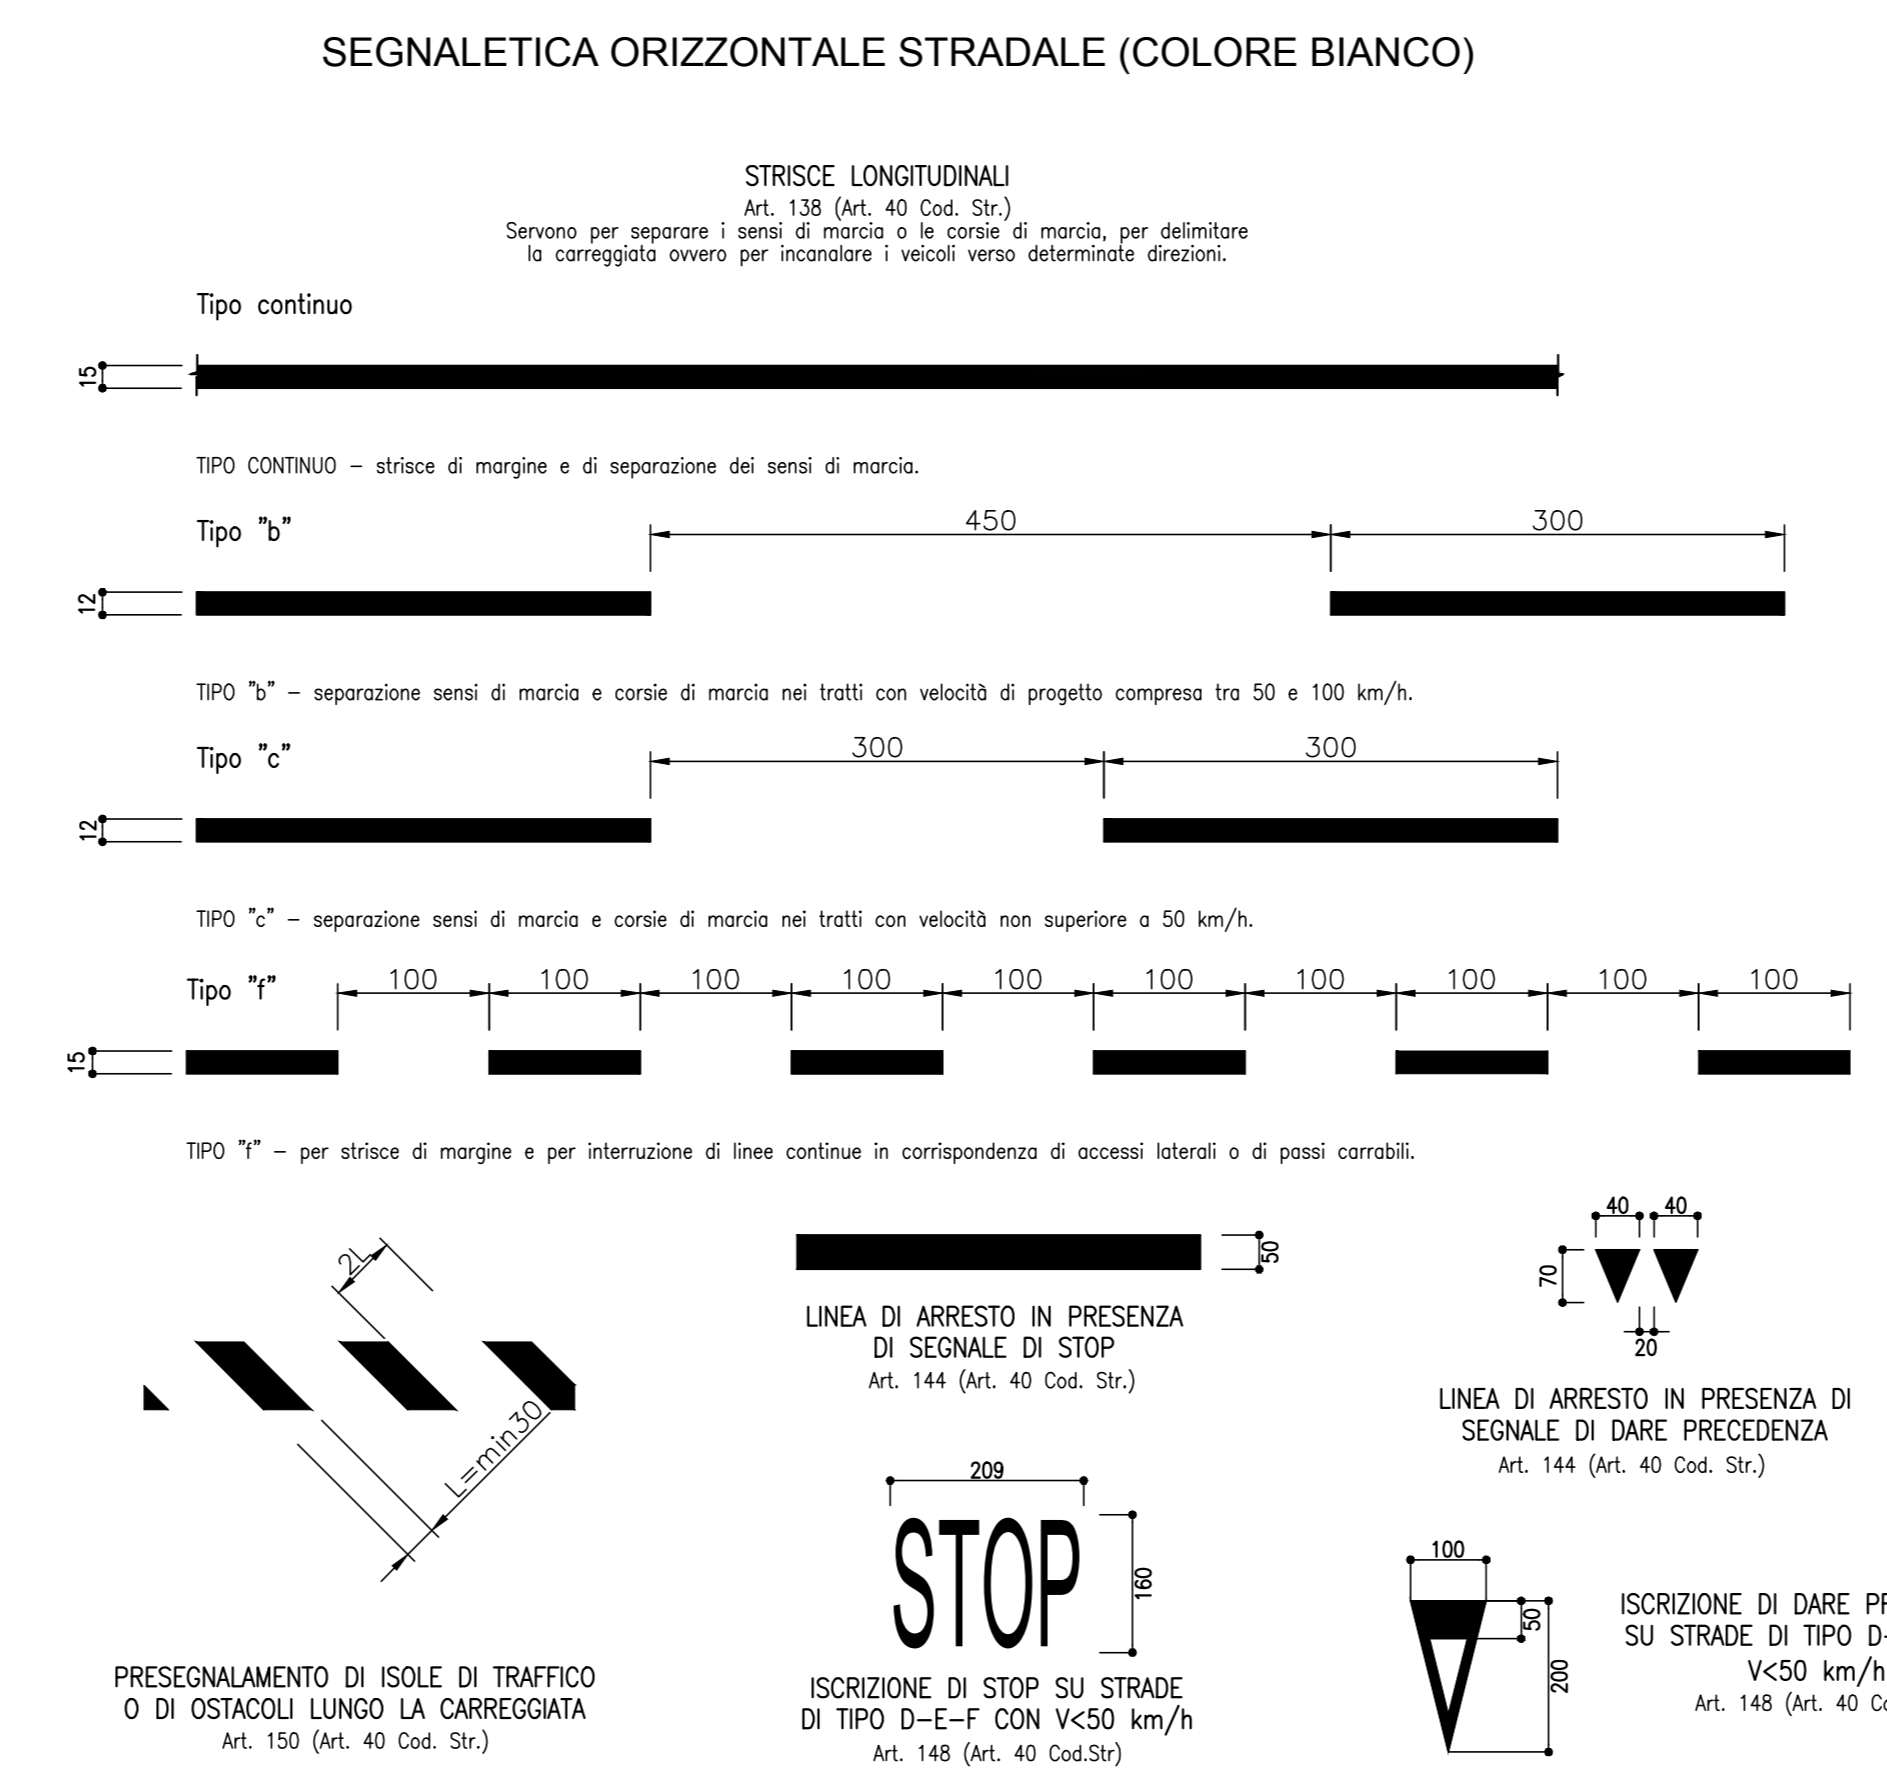 SEGNALETICA ORIZZONTALE STRADALE (COLORE BIANCO)
STRISCE LONGITUDINALI
Art. 138 (Art. 40 Cod. Str.)
Servono per separare i sensi di marcia o le corsie di marcia, per delimitare
la carreggiata ovvero per incanalare i veicoli verso determinate direzioni.
Tipo continuo
15
TIPO CONTINUO – strisce di margine e di separazione dei sensi di marcia.
Tipo "b"
450 300
12
TIPO "b" – separazione sensi di marcia e corsie di marcia nei tratti con velocità di progetto compresa tra 50 e 100 km/h.
Tipo "c"
300 300
12
TIPO "c" – separazione sensi di marcia e corsie di marcia nei tratti con velocità non superiore a 50 km/h.
Tipo "f"
100 100 100 100 100 100 100 100 100 100
15
TIPO "f" – per strisce di margine e per interruzione di linee continue in corrispondenza di accessi laterali o di passi carrabili.
2L
L=min30
PRESEGNALAMENTO DI ISOLE DI TRAFFICO
O DI OSTACOLI LUNGO LA CARREGGIATA
Art. 150 (Art. 40 Cod. Str.)
50
LINEA DI ARRESTO IN PRESENZA
DI SEGNALE DI STOP
Art. 144 (Art. 40 Cod. Str.)
209
STOP
160
ISCRIZIONE DI STOP SU STRADE
DI TIPO D–E–F CON V<50 km/h
Art. 148 (Art. 40 Cod.Str)
40 40
70
20
LINEA DI ARRESTO IN PRESENZA DI
SEGNALE DI DARE PRECEDENZA
Art. 144 (Art. 40 Cod. Str.)
100
50
200
ISCRIZIONE DI DARE PR
SU STRADE DI TIPO D–
V<50 km/h
Art. 148 (Art. 40 Co